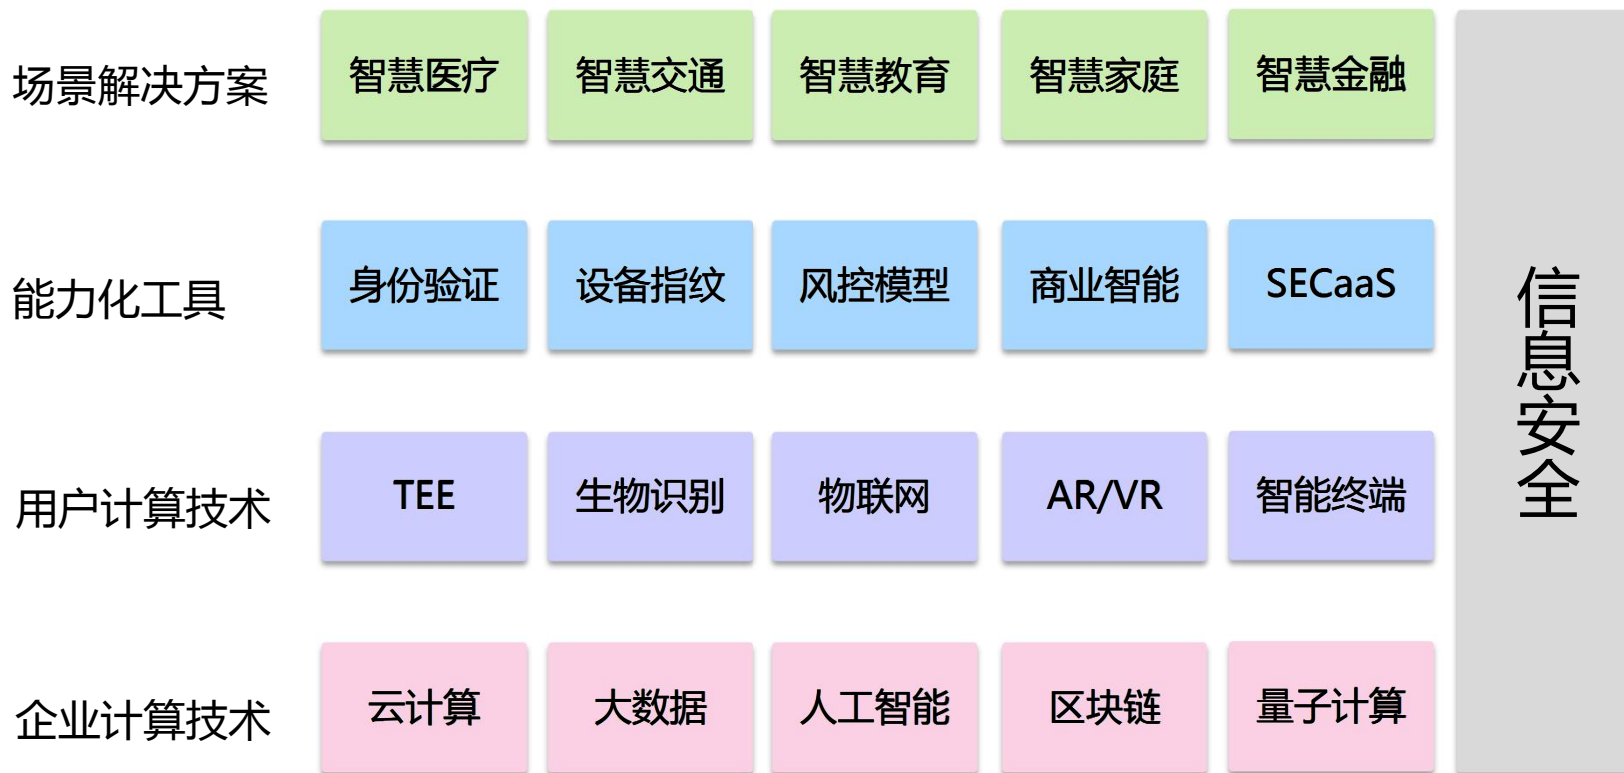 场景解决方案
智慧医疗
智慧交通
智慧教育
智慧家庭
智慧金融
能力化工具
身份验证
设备指纹
风控模型
商业智能
SECaaS
用户计算技术
TEE
生物识别
物联网
AR/VR
智能终端
企业计算技术
云计算
大数据
人工智能
区块链
量子计算
信息安全